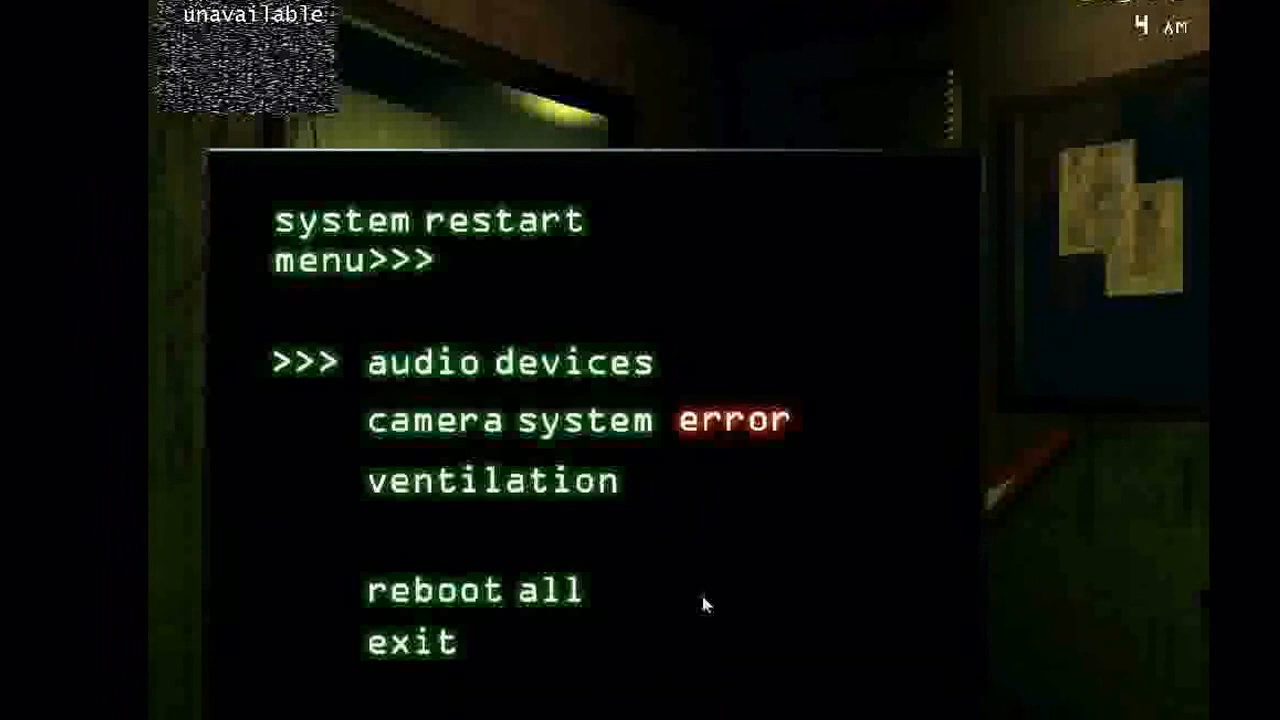 unavailable
4 AM
system restart
menu>>>
>>> audio devices
camera system error
ventilation
reboot all
exit